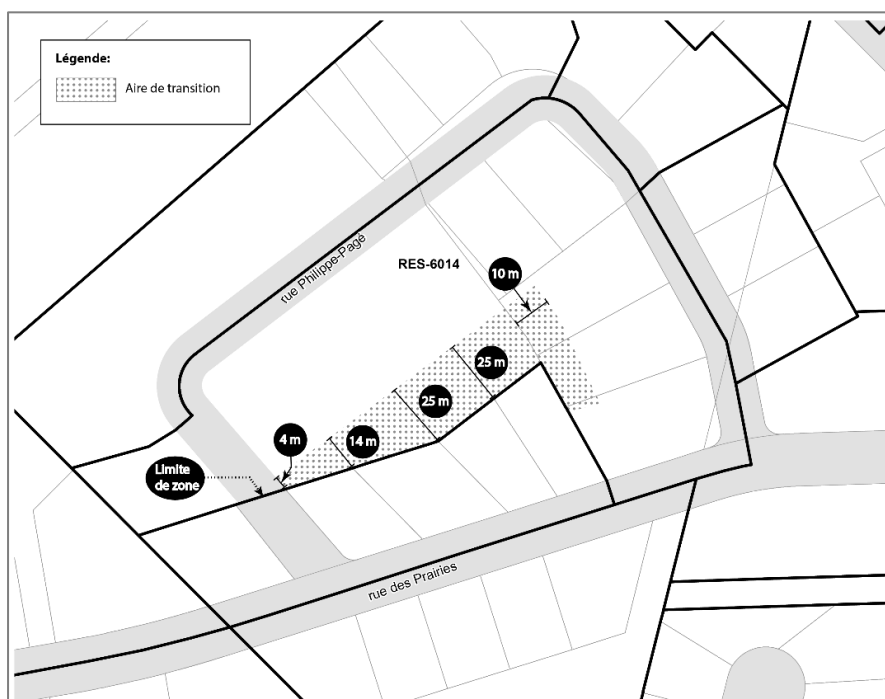 Légende:
Aire de transition
rue Philippe-Pagé
RES-6014
10 m
25 m
25 m
14 m
4 m
Limite
de zone
rue des Prairies